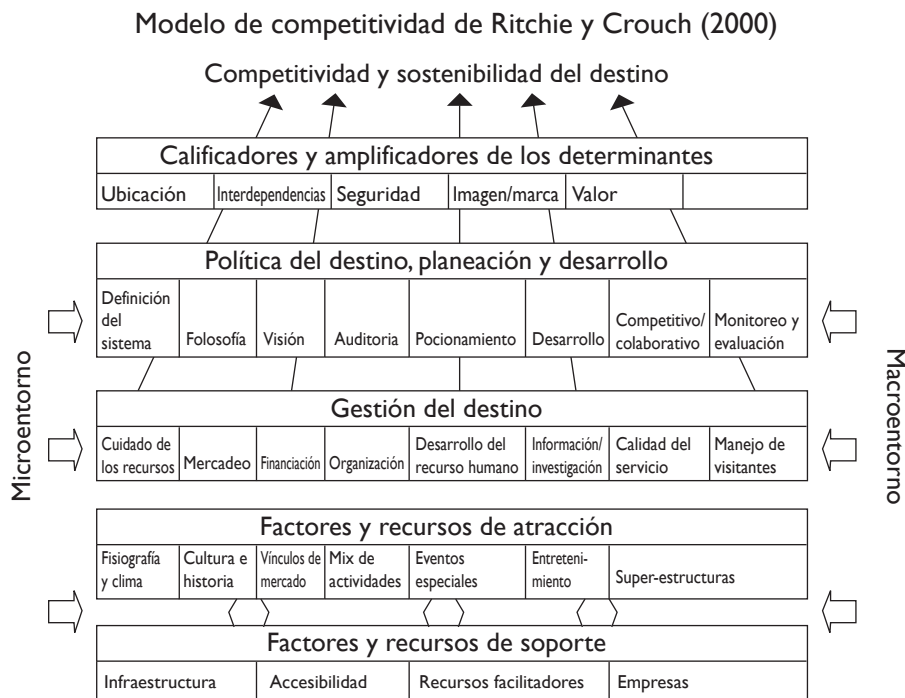 Modelo de competitividad de Ritchie y Crouch (2000)
Competitividad y sostenibilidad del destino
Calificadores y amplificadores de los determinantes
Ubicación
Interdependencias
Seguridad
Imagen/marca
Valor
Política del destino, planeación y desarrollo
Definición
del
sistema
Folosofía
Visión
Auditoria
Pocionamiento
Desarrollo
Competitivo/
colaborativo
Monitoreo y
evaluación
Microentorno
Macroentorno
Gestión del destino
Cuidado de
los recursos
Mercadeo
Financiación
Organización
Desarrollo del
recurso humano
Información/
investigación
Calidad del
servicio
Manejo de
visitantes
Factores y recursos de atracción
Fisiografía
y clima
Cultura e
historia
Vínculos de
mercado
Mix de
actividades
Eventos
especiales
Entreteni-
miento
Super-estructuras
Factores y recursos de soporte
Infraestructura
Accesibilidad
Recursos facilitadores
Empresas